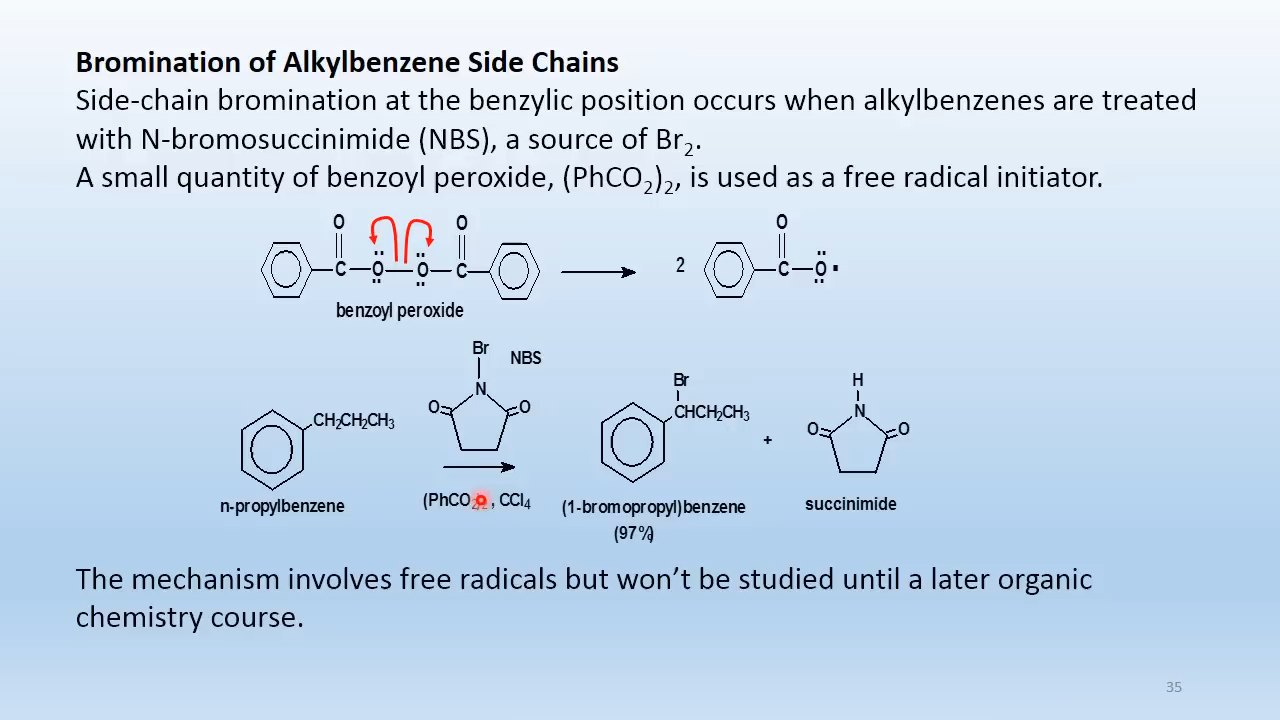 Bromination of Alkylbenzene Side Chains
Side-chain bromination at the benzylic position occurs when alkylbenzenes are treated
with N-bromosuccinimide (NBS), a source of Br₂.
A small quantity of benzoyl peroxide, (PhCO₂)₂, is used as a free radical initiator.
O O O
C O O C 2 C O
benzoyl peroxide
Br NBS
N
O O
CH₂CH₂CH₃
Br
CHCH₂CH₃
+
H
N
O O
n-propylbenzene
(PhCO₂)₂, CCl₄
(1-bromopropyl)benzene
(97%)
succinimide
The mechanism involves free radicals but won’t be studied until a later organic
chemistry course.
35